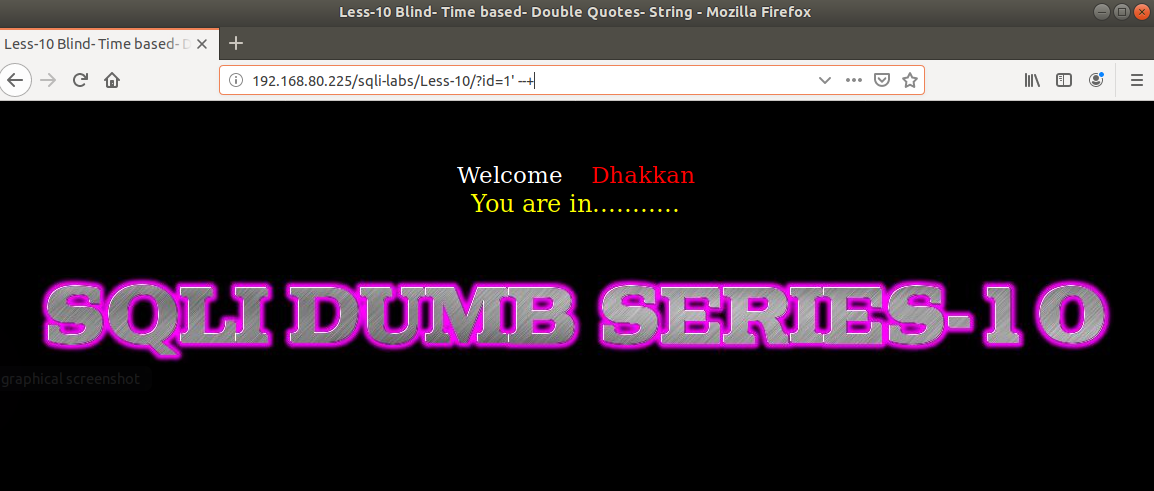 Less-10 Blind- Time based- Double Quotes- String - Mozilla Firefox
Less-10 Blind- Time based- D
192.168.80.225/sqli-labs/Less-10/?id=1' --+
Welcome Dhakkan
You are in...........
SQLI DUMB SERIES-10
graphical screenshot